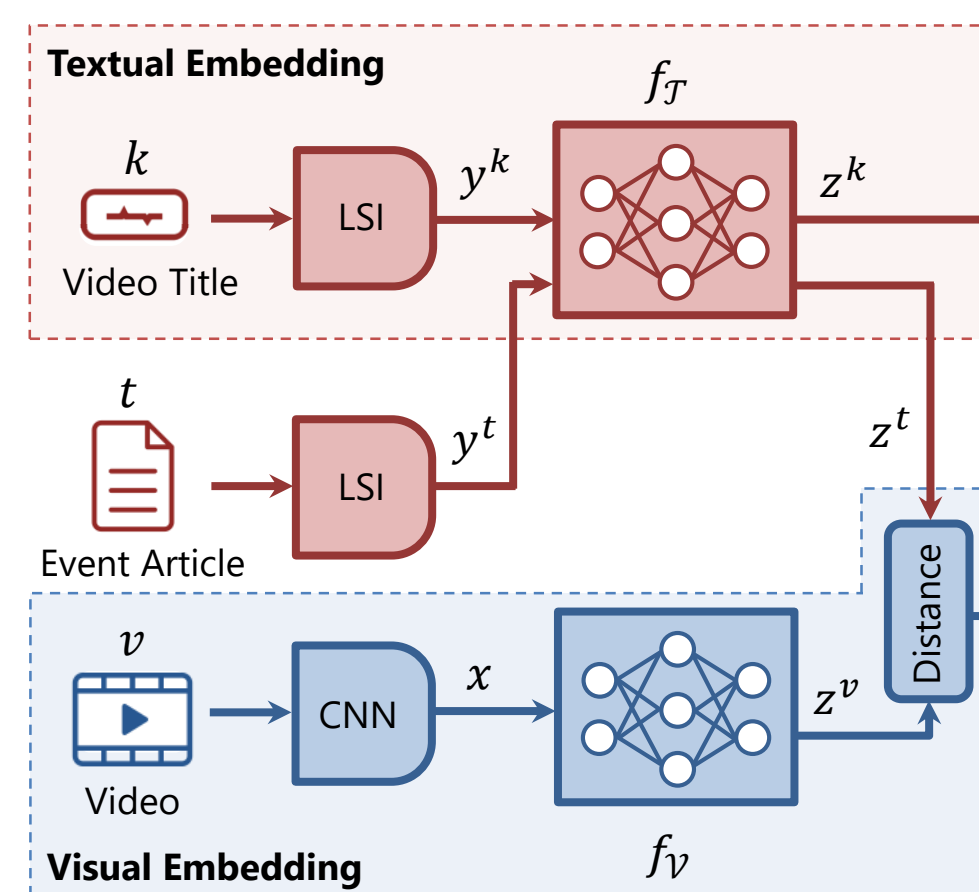 Textual Embedding
f_𝒯
k
y^k
z^k
LSI
Video Title
t
y^t
z^t
LSI
Event Article
Distance
v
x
z^v
CNN
Video
f_𝒱
Visual Embedding